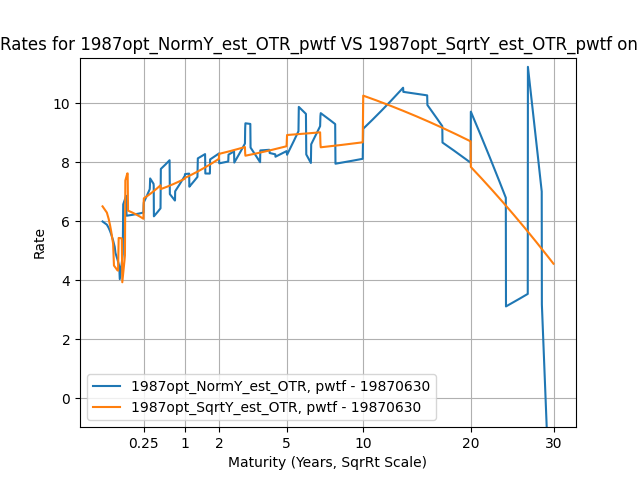 Rates for 1987opt_NormY_est_OTR_pwtf VS 1987opt_SqrtY_est_OTR_pwtf on
10
8
6
4
2
0
Rate
1987opt_NormY_est_OTR, pwtf - 19870630
1987opt_SqrtY_est_OTR, pwtf - 19870630
0.25 1 2 5 10 20 30
Maturity (Years, SqrRt Scale)